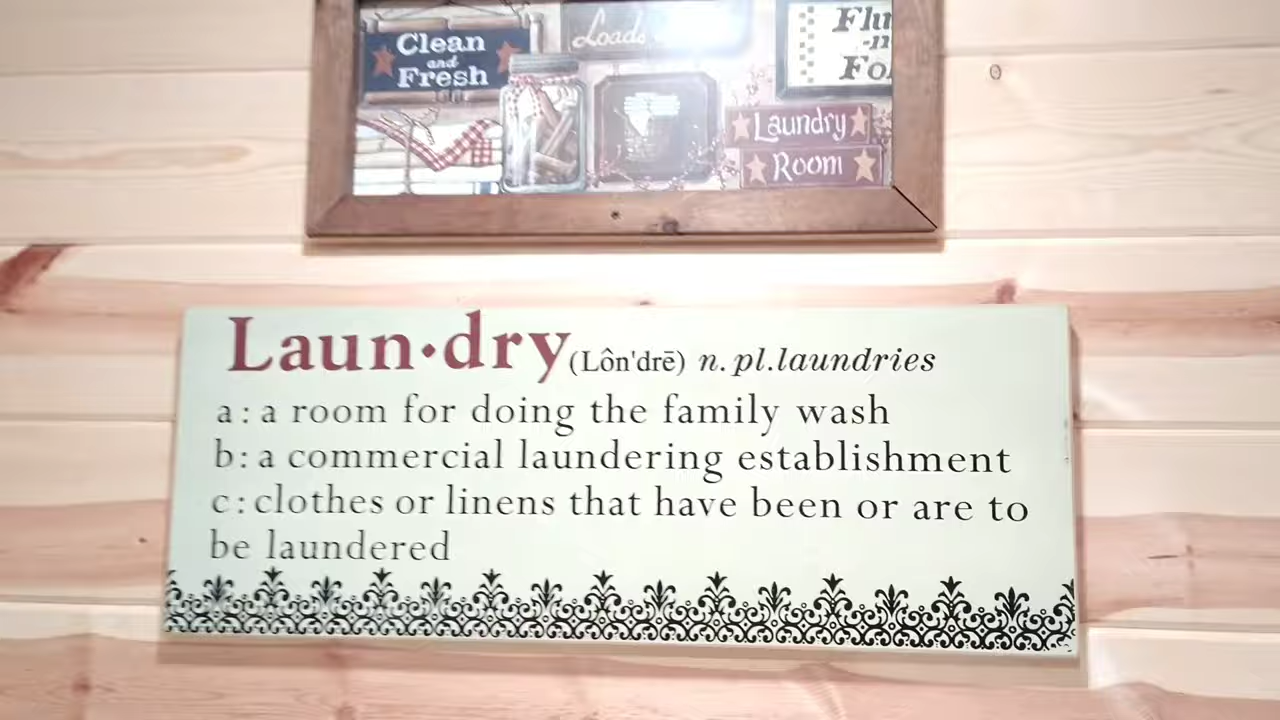 Clean
and
Fresh
Loads
Laundry
Room
Laun·dry (Lôn'drē) n. pl.laundries
a: a room for doing the family wash
b: a commercial laundering establishment
c: clothes or linens that have been or are to
be laundered